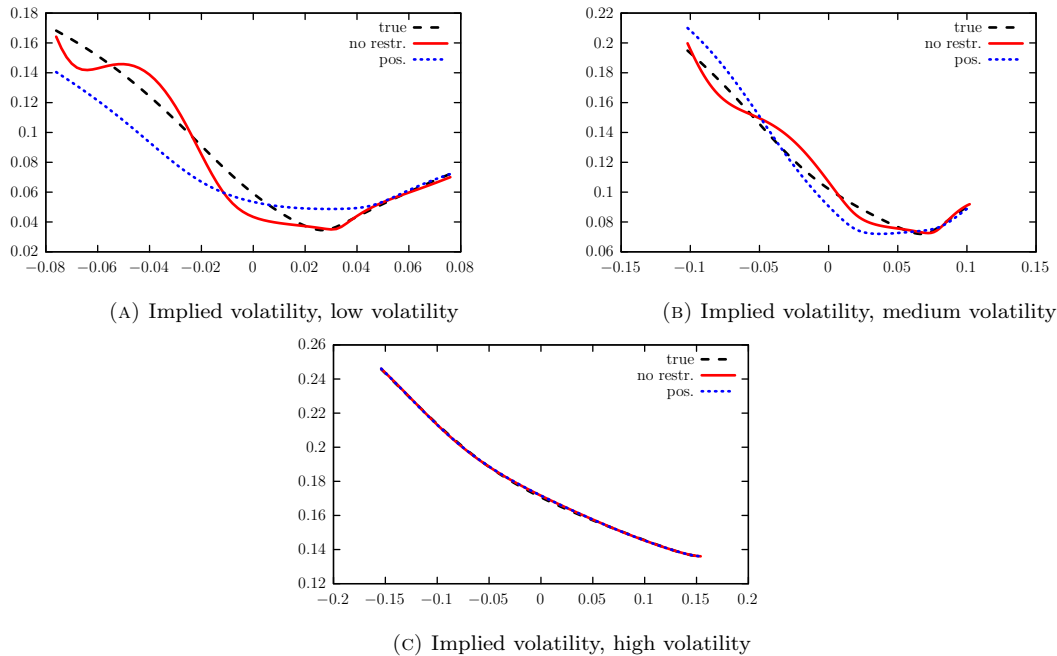 0.18
0.16
0.14
0.12
0.1
0.08
0.06
0.04
0.02
−0.08 −0.06 −0.04 −0.02 0 0.02 0.04 0.06 0.08
true
no restr.
pos.
(A) Implied volatility, low volatility
0.22
0.2
0.18
0.16
0.14
0.12
0.1
0.08
0.06
−0.15 −0.1 −0.05 0 0.05 0.1 0.15
true
no restr.
pos.
(B) Implied volatility, medium volatility
0.26
0.24
0.22
0.2
0.18
0.16
0.14
0.12
−0.2 −0.15 −0.1 −0.05 0 0.05 0.1 0.15 0.2
true
no restr.
pos.
(C) Implied volatility, high volatility